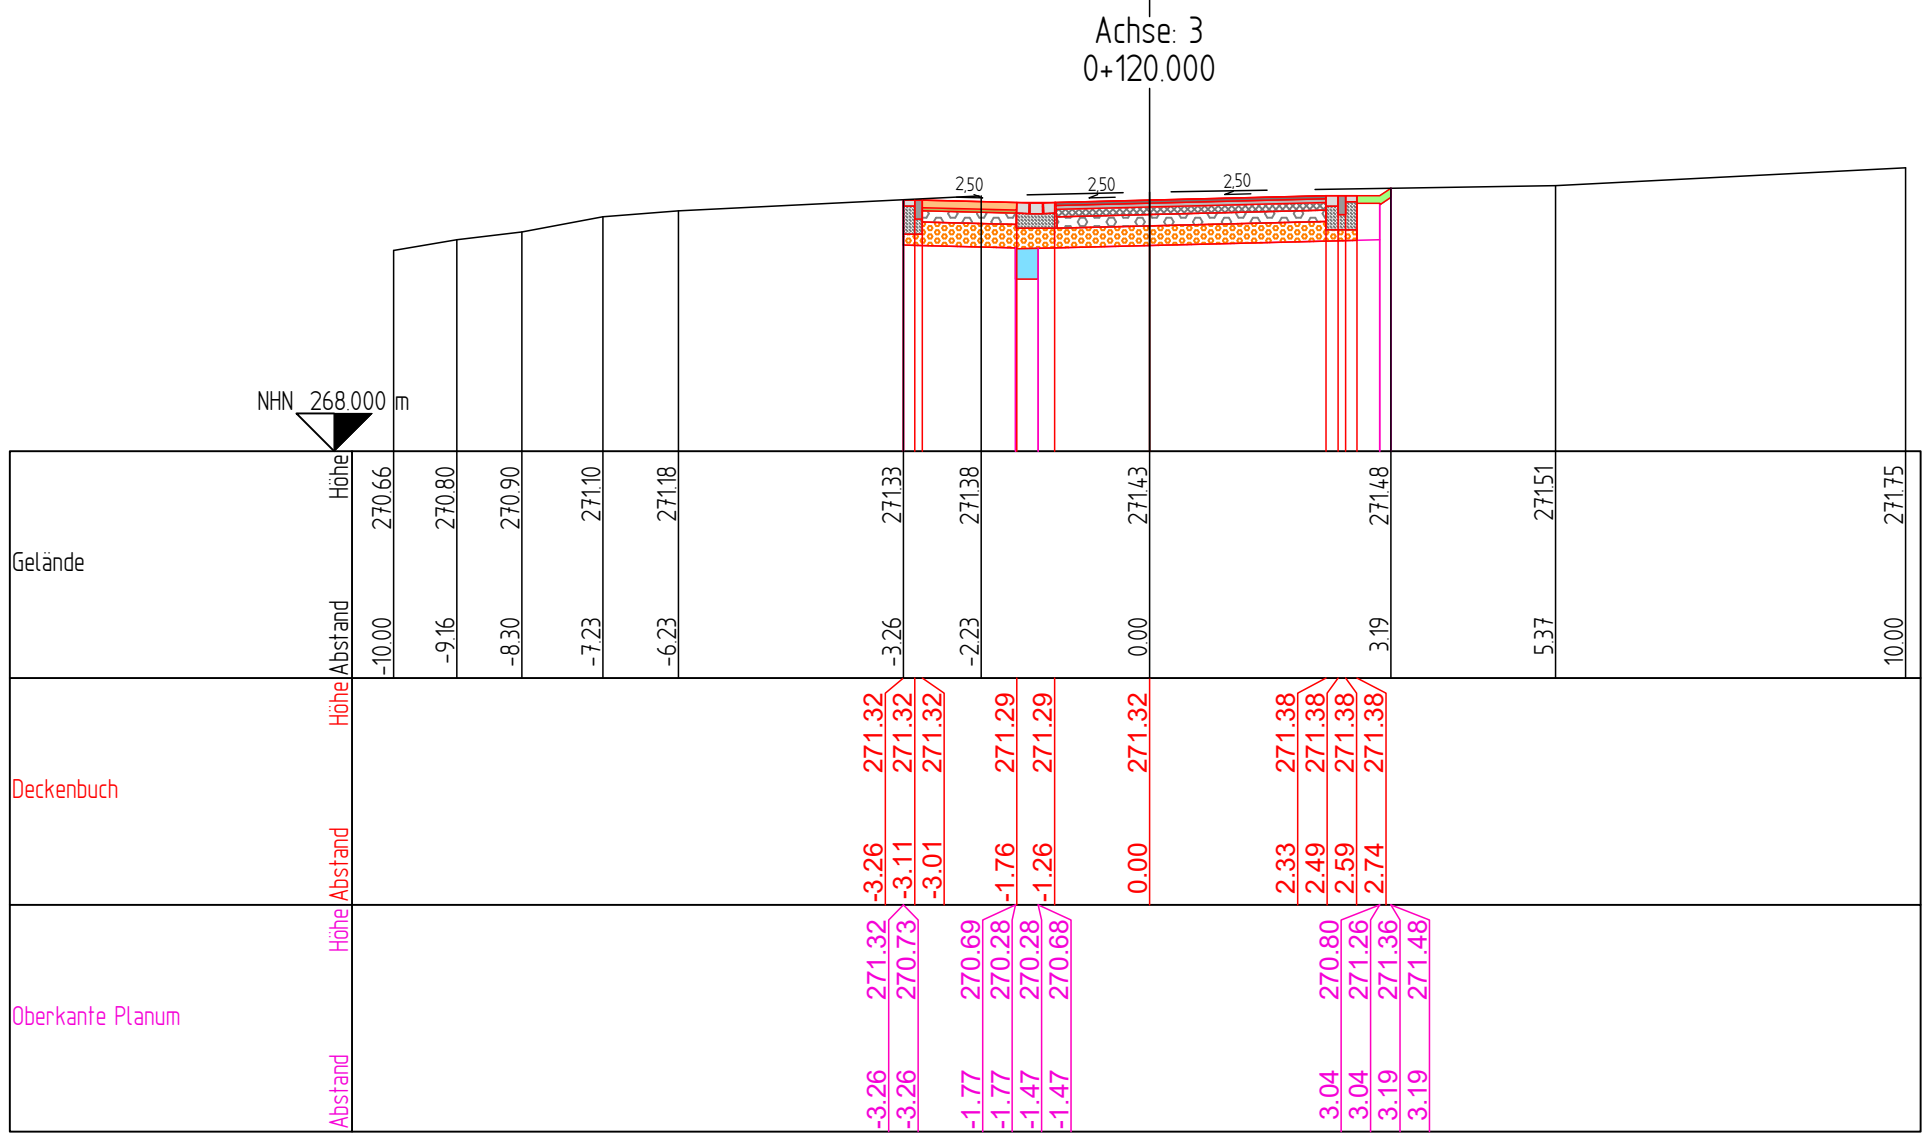 Achse: 3
0+120.000
2,50 2,50 2,50
NHN 268.000 m
Gelände
Höhe 270.66 270.80 270.90 271.10 271.18 271.33 271.38 271.43 271.48 271.51 271.75
Abstand -10.00 -9.16 -8.30 -7.23 -6.23 -3.26 -2.23 0.00 3.19 5.37 10.00
Deckenbuch
Höhe 271.32 271.32 271.32 271.29 271.29 271.32 271.38 271.38 271.38 271.38
Abstand -3.26 -3.11 -3.01 -1.76 -1.26 0.00 2.33 2.49 2.59 2.74
Oberkante Planum
Höhe 271.32 270.73 270.69 270.28 270.28 270.68 270.80 271.26 271.36 271.48
Abstand -3.26 -3.26 -1.77 -1.77 -1.47 -1.47 3.04 3.04 3.19 3.19